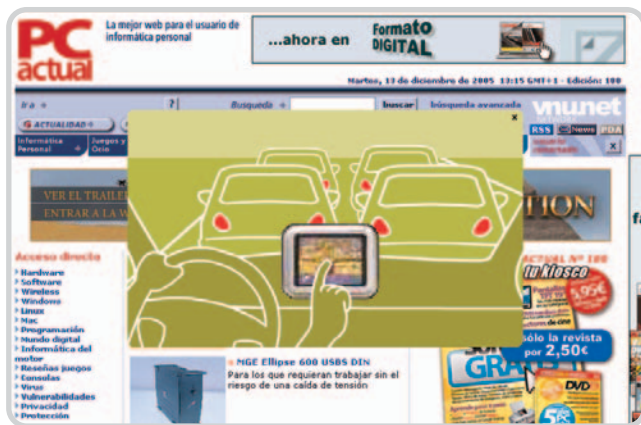 PC
actual
La mejor web para el usuario de
informática personal
...ahora en
Formato
DIGITAL
Martes, 13 de diciembre de 2005 13:15 GMT+1 - Edición: 188
Ir a
?
Búsqueda
buscar
búsqueda avanzada
vnu.net
ACTUALIDAD
RSS
News
PDA
Informática
Personal
Juegos y
Ocio
x
X
VER EL TRAILER
ENTRAR A LA W
TION
Acceso directo
Hardware
Software
Wireless
Windows
Linux
Mac
Programación
Mundo digital
Informática del
motor
Reseñas juegos
Consolas
Virus
Vulnerabilidades
Privacidad
Protección
MGE Ellipse 600 USBS DIN
Para los que requieran trabajar sin el
riesgo de una caída de tensión
ACTUAL Nº 188
tu kiosco
5,95€
sólo la revista
por 2,50€
GRATIS
DVD